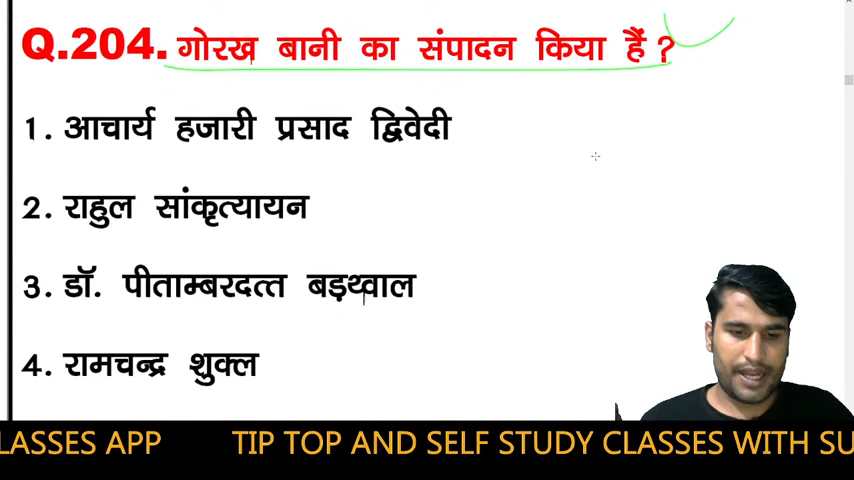 Q.204. गोरख बानी का संपादन किया हैं ?
1. आचार्य हजारी प्रसाद द्विवेदी
2. राहुल सांकृत्यायन
3. डॉ. पीताम्बरदत्त बड़थ्वाल
4. रामचन्द्र शुक्ल
LASSES APP TIP TOP AND SELF STUDY CLASSES WITH SU